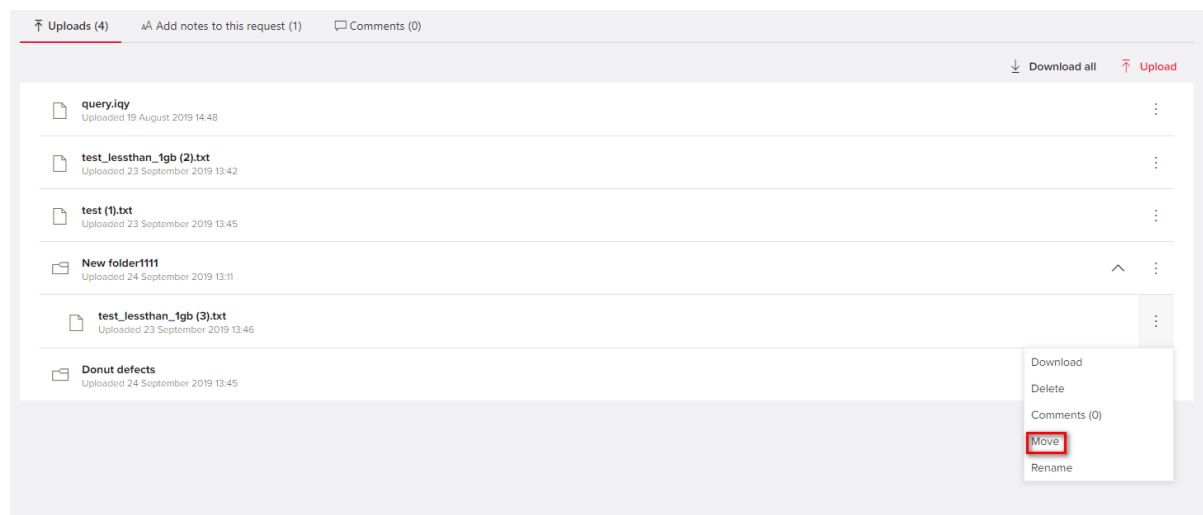 Uploads (4) Add notes to this request (1) Comments (0)
Download all Upload
query.iqy
Uploaded 19 August 2019 14:48
test_lessthan_1gb (2).txt
Uploaded 23 September 2019 13:42
test (1).txt
Uploaded 23 September 2019 13:45
New folder1111
Uploaded 24 September 2019 13:11
test_lessthan_1gb (3).txt
Uploaded 23 September 2019 13:46
Donut defects
Uploaded 24 September 2019 13:45
Download
Delete
Comments (0)
Move
Rename